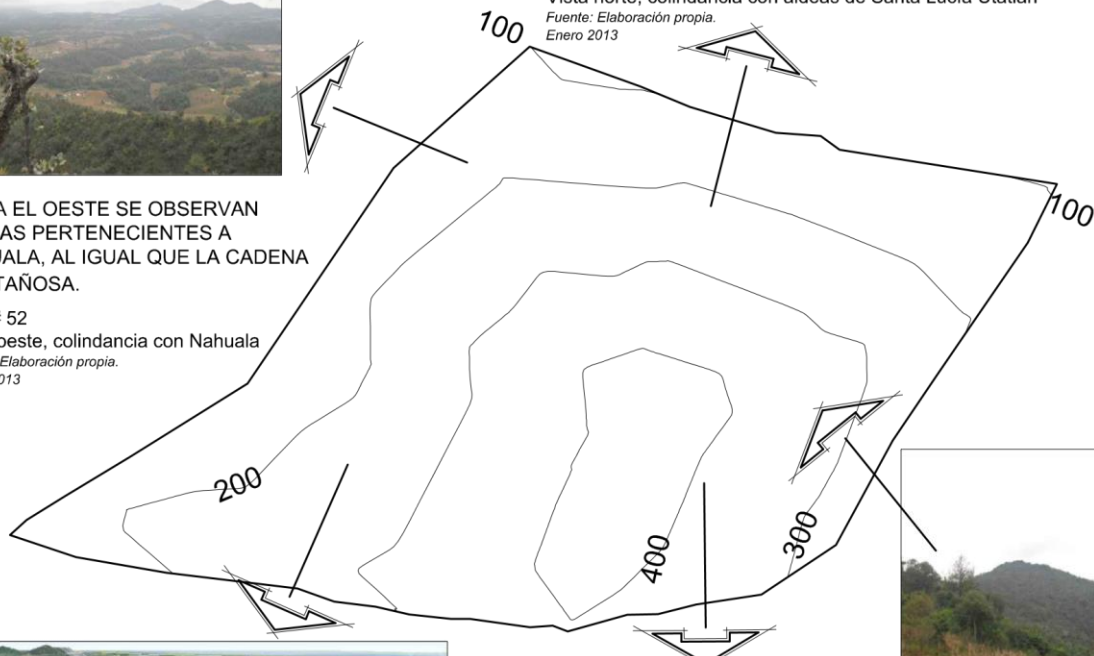 Vista norte, colindancia con aldeas de Santa Lucía Utatlán
Fuente: Elaboración propia.
Enero 2013
100
100
A EL OESTE SE OBSERVAN
AS PERTENECIENTES A
UALA, AL IGUAL QUE LA CADENA
TAÑOSA.
52
oeste, colindancia con Nahuala
Elaboración propia.
013
200
300
400